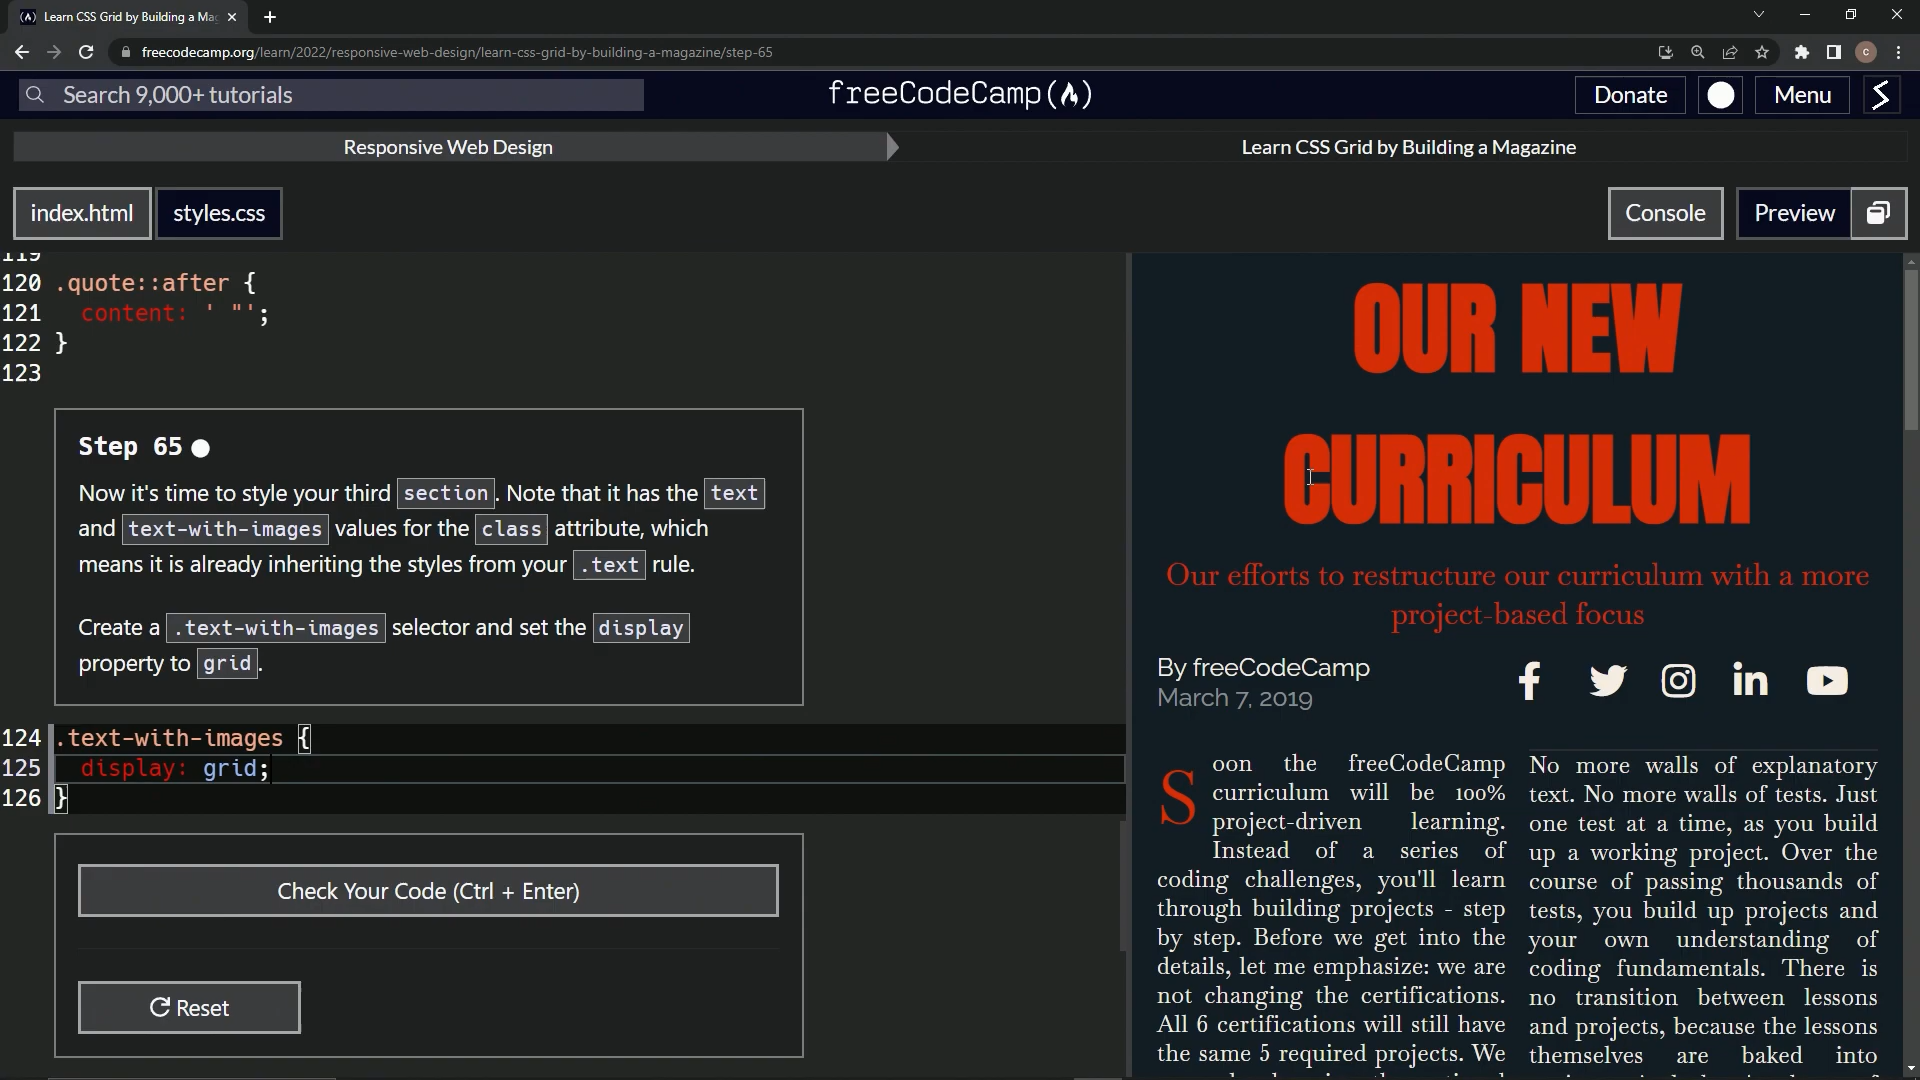 Learn CSS Grid by Building a Mag
freecodecamp.org/learn/2022/responsive-web-design/learn-css-grid-by-building-a-magazine/step-65
C
Search 9,000+ tutorials
freeCodeCamp
Donate
Menu
Responsive Web Design
Learn CSS Grid by Building a Magazine
index.html
styles.css
Console
Preview
119
120 .quote::after {
121 content: ' "';
122 }
123
Step 65
Now it's time to style your third section. Note that it has the text
and text-with-images values for the class attribute, which
means it is already inheriting the styles from your .text rule.
Create a .text-with-images selector and set the display
property to grid.
124 .text-with-images {
125 display: grid;
126 }
Check Your Code (Ctrl + Enter)
Reset
OUR NEW
CURRICULUM
Our efforts to restructure our curriculum with a more
project-based focus
By freeCodeCamp
March 7, 2019
Soon the freeCodeCamp
curriculum will be 100%
project-driven learning.
Instead of a series of
coding challenges, you'll learn
through building projects - step
by step. Before we get into the
details, let me emphasize: we are
not changing the certifications.
All 6 certifications will still have
the same 5 required projects. We
No more walls of explanatory
text. No more walls of tests. Just
one test at a time, as you build
up a working project. Over the
course of passing thousands of
tests, you build up projects and
your own understanding of
coding fundamentals. There is
no transition between lessons
and projects, because the lessons
themselves are baked into